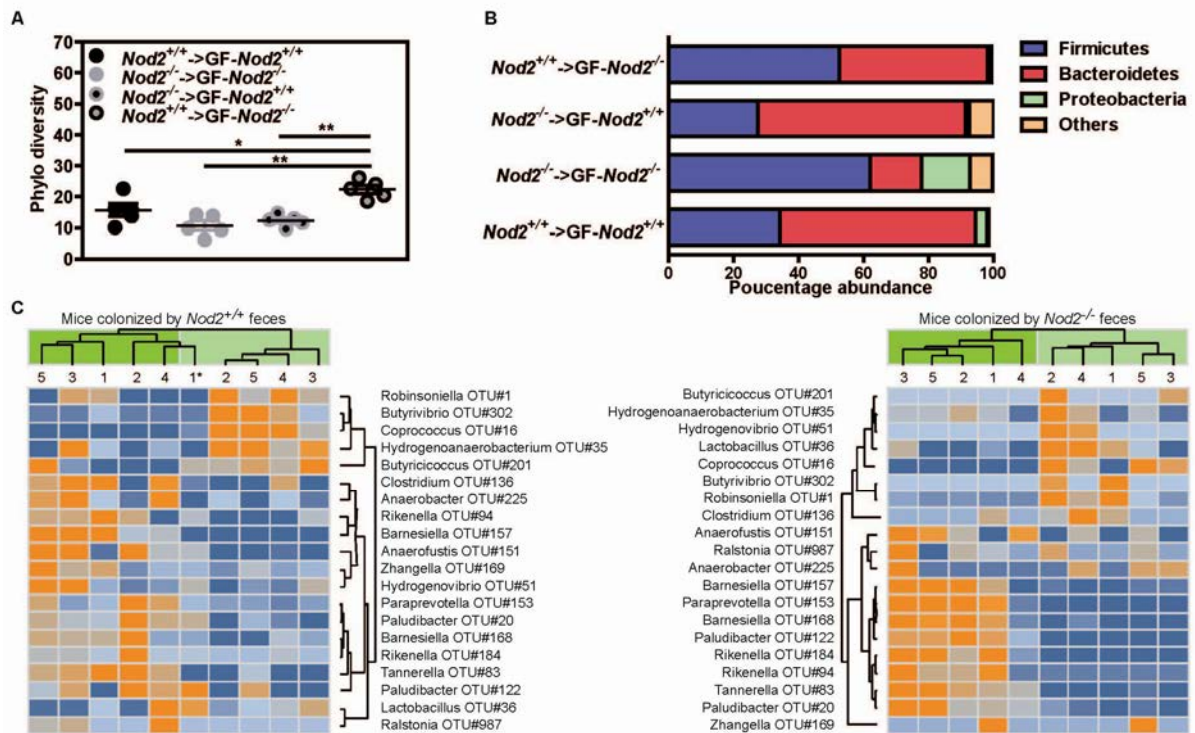 A
70
60
50
40
30
20
10
0
Phylo diversity
Nod2+/+->GF-Nod2+/+
Nod2-/-->GF-Nod2-/-
Nod2-/-->GF-Nod2+/+
Nod2+/+->GF-Nod2-/-
**
*
**
B
Nod2+/+->GF-Nod2-/-
Nod2-/-->GF-Nod2+/+
Nod2-/-->GF-Nod2-/-
Nod2+/+->GF-Nod2+/+
0 20 40 60 80 100
Poucentage abundance
Firmicutes
Bacteroidetes
Proteobacteria
Others
C
Mice colonized by Nod2+/+ feces
5 3 1 2 4 1* 2 5 4 3
Robinsoniella OTU#1
Butyrivibrio OTU#302
Coprococcus OTU#16
Hydrogenoanaerobacterium OTU#35
Butyricicoccus OTU#201
Clostridium OTU#136
Anaerobacter OTU#225
Rikenella OTU#94
Barnesiella OTU#157
Anaerofustis OTU#151
Zhangella OTU#169
Hydrogenovibrio OTU#51
Paraprevotella OTU#153
Paludibacter OTU#20
Barnesiella OTU#168
Rikenella OTU#184
Tannerella OTU#83
Paludibacter OTU#122
Lactobacillus OTU#36
Ralstonia OTU#987
Mice colonized by Nod2-/- feces
3 5 2 1 4 2 4 1 5 3
Butyricicoccus OTU#201
Hydrogenoanaerobacterium OTU#35
Hydrogenovibrio OTU#51
Lactobacillus OTU#36
Coprococcus OTU#16
Butyrivibrio OTU#302
Robinsoniella OTU#1
Clostridium OTU#136
Anaerofustis OTU#151
Ralstonia OTU#987
Anaerobacter OTU#225
Barnesiella OTU#157
Paraprevotella OTU#153
Barnesiella OTU#168
Paludibacter OTU#122
Rikenella OTU#184
Rikenella OTU#94
Tannerella OTU#83
Paludibacter OTU#20
Zhangella OTU#169